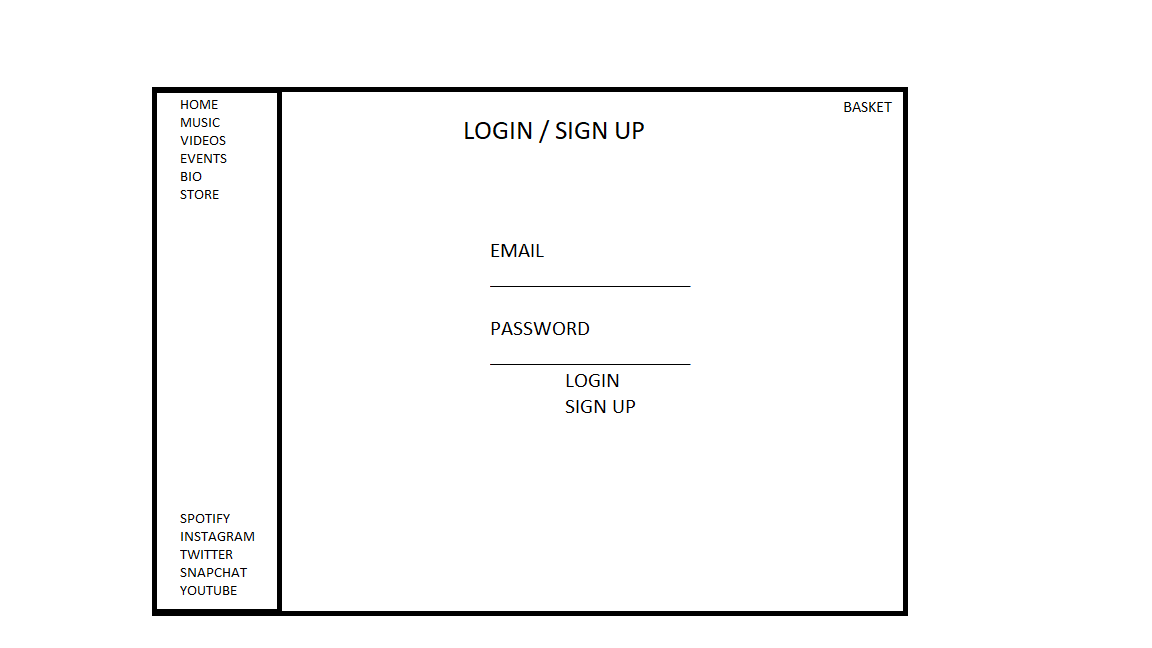 HOME
MUSIC
VIDEOS
EVENTS
BIO
STORE
SPOTIFY
INSTAGRAM
TWITTER
SNAPCHAT
YOUTUBE
BASKET
LOGIN / SIGN UP
EMAIL
PASSWORD
LOGIN
SIGN UP